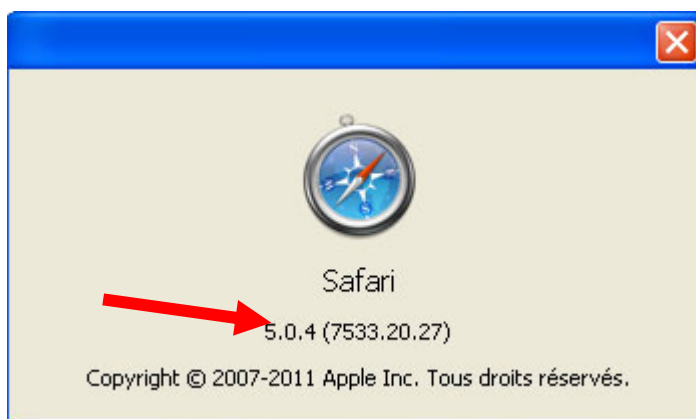 Safari
5.0.4 (7533.20.27)
Copyright © 2007-2011 Apple Inc. Tous droits réservés.